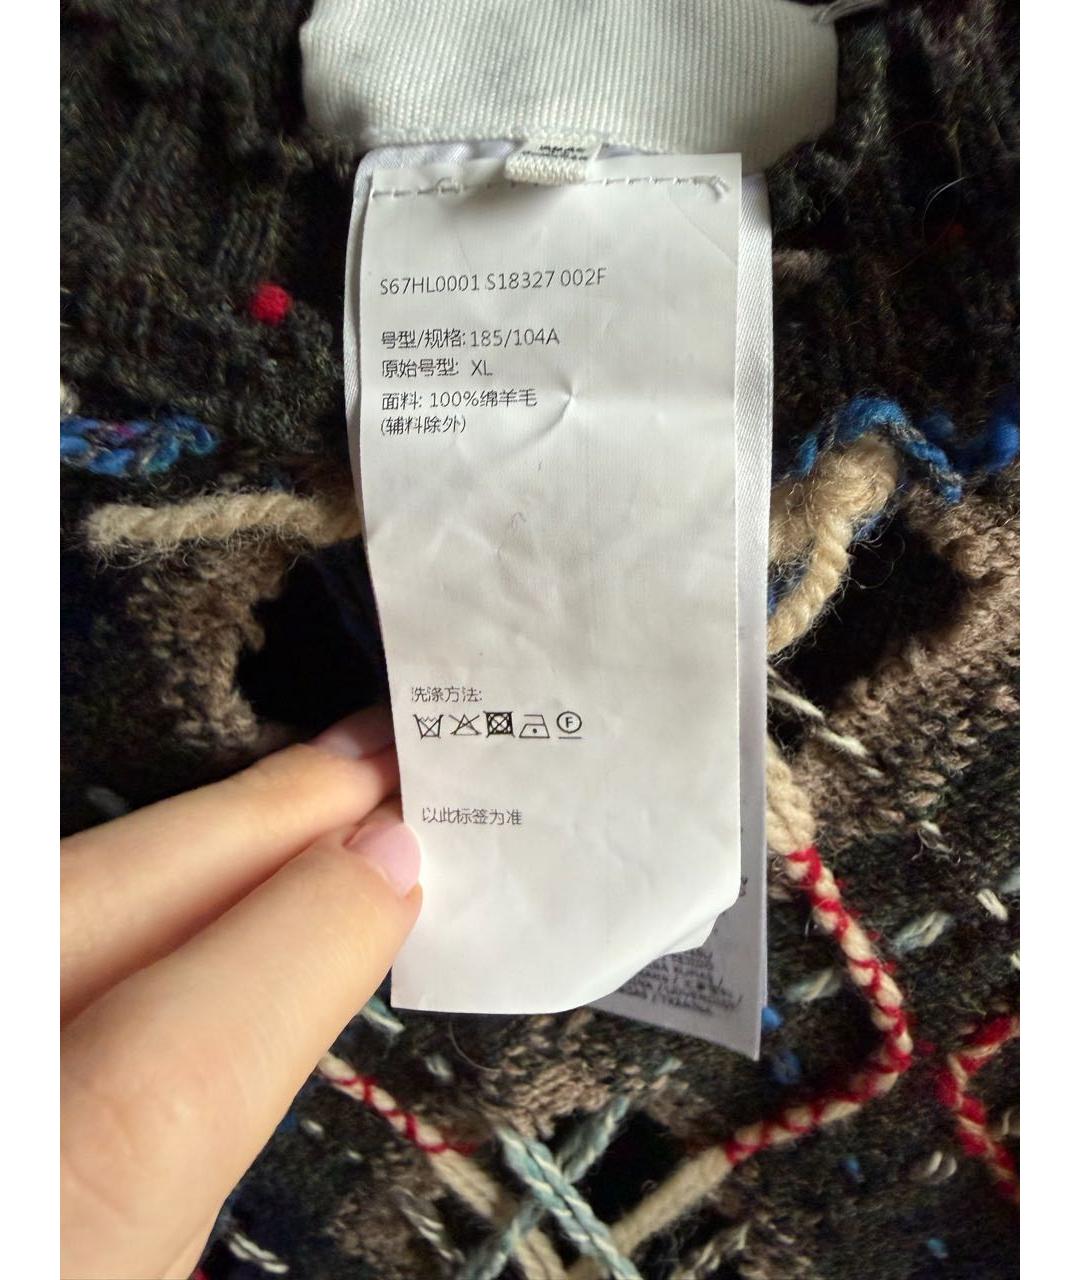 S67HL0001 S18327 002F
号型/规格: 185/104A
原始号型: XL
面料: 100%绵羊毛
(辅料除外)
洗涤方法:
F
以此标签为准